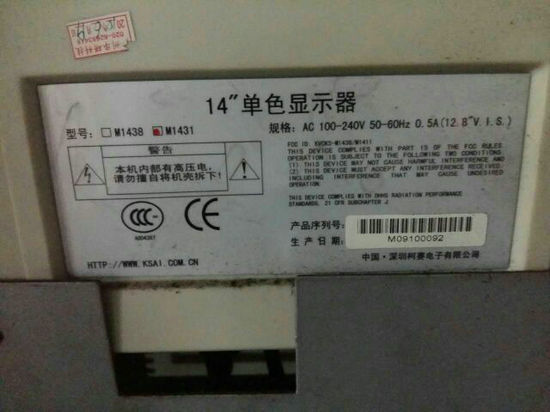 14"单色显示器
型号: □M1438 ■M1431
规格: AC 100-240V 50-60Hz 0.5A(12.8"V.I.S.)
警告
本机内部有高压电,
请勿擅自将机壳拆下!
THIS DEVICE COMPLIES WITH PART 15 OF THE FCC RULES
OPERATION IS SUBJECT TO THE FOLLOWING TWO CONDITIONS
(1) THIS DEVICE MAY NOT CAUSE HARMFUL INTERFERENCE AND
(2) THIS DEVICE MUST ACCEPT ANY INTERFERENCE RECEIVED.
INCLUDING INTERFERENCE THAT MAY CAUSE UNDESIRED
OPERATION
THIS DEVICE COMPLIES WITH DHHS RADIATION PERFORMANCE
STANDARDS, 21 CFR SUBCHAPTER J
CCC
A004361
产品序列号:
生产日期:
M09100092
HTTP://WWW.KSAI.COM.CN
中国·深圳柯赛电子有限公司